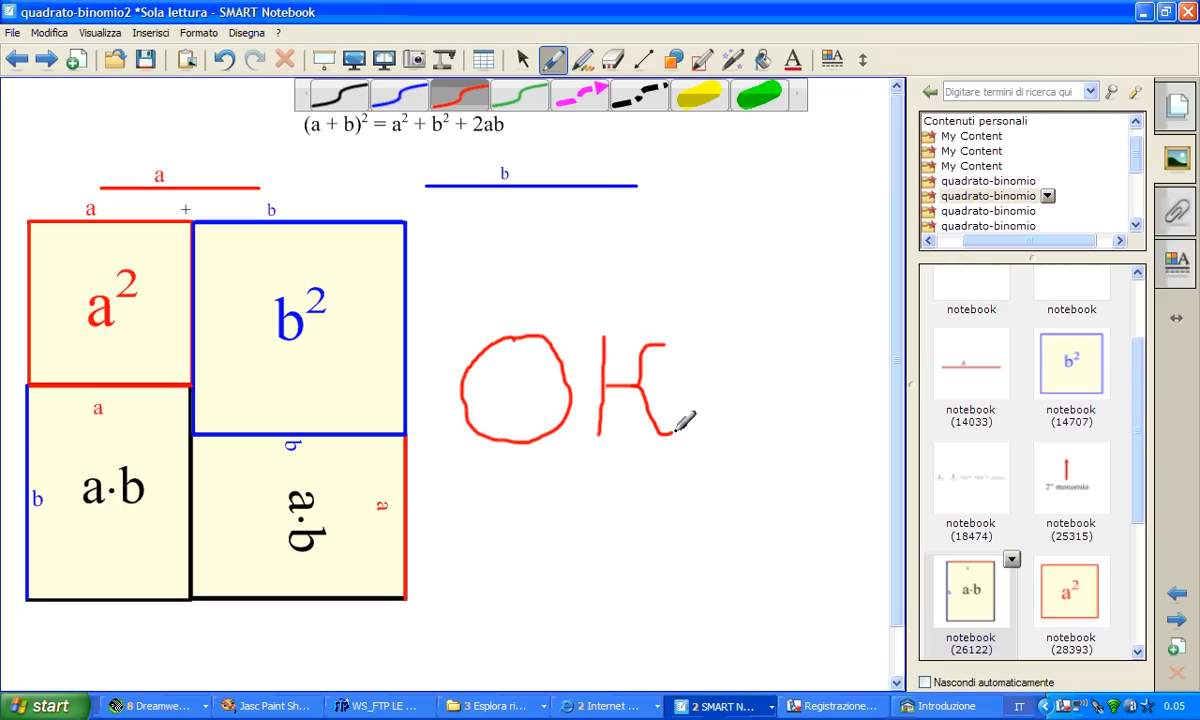 quadrato-binomio2 *Sola lettura - SMART Notebook
File Modifica Visualizza Inserisci Formato Disegna ?
(a + b)² = a² + b² + 2ab
a
b
a + b
a²
b²
OK
a
b
a·b
b
a·b
a
Digitare termini di ricerca qui
Contenuti personali
My Content
My Content
My Content
quadrato-binomio
quadrato-binomio
quadrato-binomio
quadrato-binomio
notebook
notebook
a
b²
notebook
(14033)
notebook
(14707)
2° monomio
notebook
(18474)
notebook
(25315)
a·b
a²
notebook
(26122)
notebook
(28393)
Nascondi automaticamente
start
8 Dreamwe...
Jasc Paint Sh...
WS_FTP LE ...
3 Esplora ri...
2 Internet ...
2 SMART N...
Registrazione...
Introduzione
IT
0.05